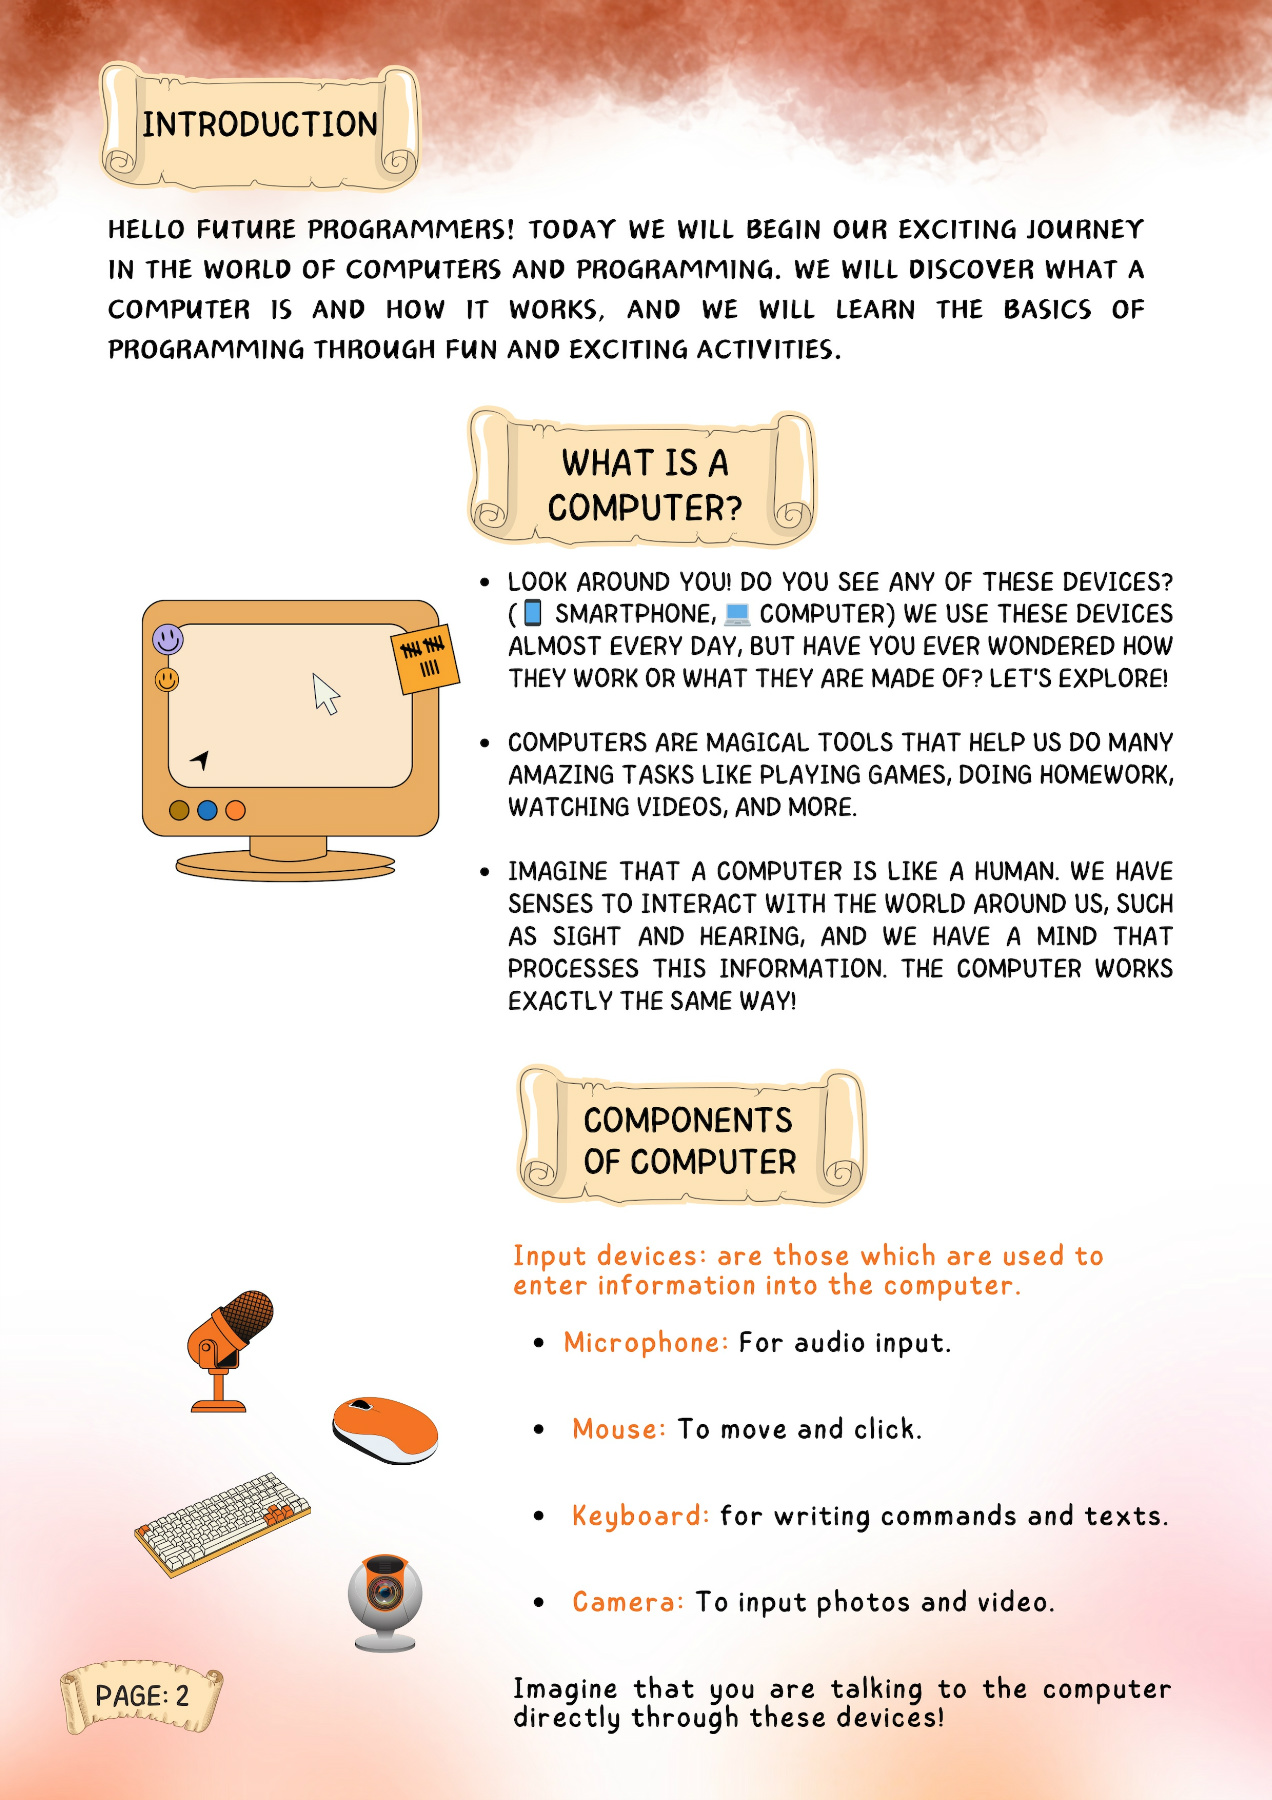 INTRODUCTION
HELLO FUTURE PROGRAMMERS! TODAY WE WILL BEGIN OUR EXCITING JOURNEY
IN THE WORLD OF COMPUTERS AND PROGRAMMING. WE WILL DISCOVER WHAT A
COMPUTER IS AND HOW IT WORKS, AND WE WILL LEARN THE BASICS OF
PROGRAMMING THROUGH FUN AND EXCITING ACTIVITIES.
WHAT IS A
COMPUTER?
• LOOK AROUND YOU! DO YOU SEE ANY OF THESE DEVICES?
(📱 SMARTPHONE, 💻 COMPUTER) WE USE THESE DEVICES
ALMOST EVERY DAY, BUT HAVE YOU EVER WONDERED HOW
THEY WORK OR WHAT THEY ARE MADE OF? LET'S EXPLORE!
• COMPUTERS ARE MAGICAL TOOLS THAT HELP US DO MANY
AMAZING TASKS LIKE PLAYING GAMES, DOING HOMEWORK,
WATCHING VIDEOS, AND MORE.
• IMAGINE THAT A COMPUTER IS LIKE A HUMAN. WE HAVE
SENSES TO INTERACT WITH THE WORLD AROUND US, SUCH
AS SIGHT AND HEARING, AND WE HAVE A MIND THAT
PROCESSES THIS INFORMATION. THE COMPUTER WORKS
EXACTLY THE SAME WAY!
COMPONENTS
OF COMPUTER
Input devices: are those which are used to
enter information into the computer.
• Microphone: For audio input.
• Mouse: To move and click.
• Keyboard: for writing commands and texts.
• Camera: To input photos and video.
Imagine that you are talking to the computer
directly through these devices!
PAGE: 2